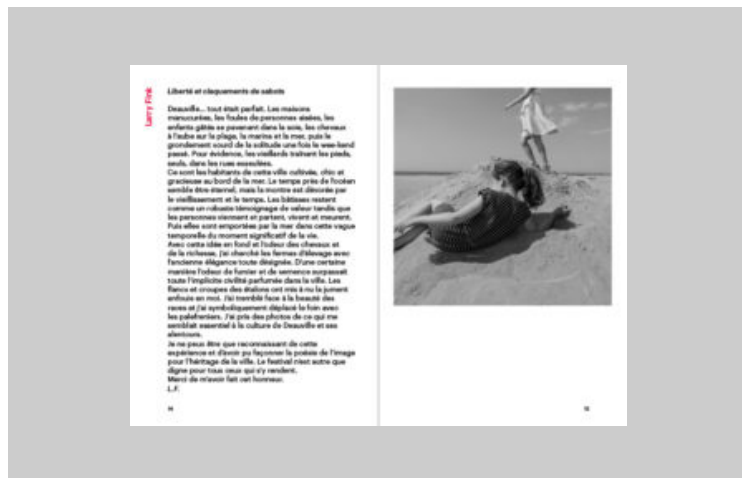 Larry Fink
Liberté et claquements de sabots
Deauville... tout était parfait. Les maisons
manucurées, les foules de personnes aisées, les
enfants gâtés se pavanant dans la soie, les chevaux
à l'aube sur la plage, la marina et la mer, puis le
grondement sourd de la solitude une fois le wee-kend
passé. Pour évidence, les vieillards traînant les pieds,
seuls, dans les rues esseulées.
Ce sont les habitants de cette ville cultivée, chic et
gracieuse au bord de la mer. Le temps près de l'océan
semble être éternel, mais la montre est dévorée par
le vieillissement et le temps. Les bâtisses restent
comme un robuste témoignage de valeur tandis que
les personnes viennent et partent, vivent et meurent.
Puis elles sont emportées par la mer dans cette vague
temporelle du moment significatif de la vie.
Avec cette idée en fond et l'odeur des chevaux et
de la richesse, j'ai cherché les fermes d'élevage avec
l'ancienne élégance toute désignée. D'une certaine
manière l'odeur de fumier et de semence surpassait
toute l'implicite civilité parfumée dans la ville. Les
flancs et croupes des étalons ont mis à nu la jument
enfouie en moi. J'ai tremblé face à la beauté des
races et j'ai symboliquement déplacé le foin avec
les palefreniers. J'ai pris des photos de ce qui me
semblait essentiel à la culture de Deauville et ses
alentours.
Je ne peux être que reconnaissant de cette
expérience et d'avoir pu façonner la poésie de l'image
pour l'héritage de la ville. Le festival n'est autre que
digne pour tous ceux qui s'y rendent.
Merci de m'avoir fait cet honneur.
L.F.